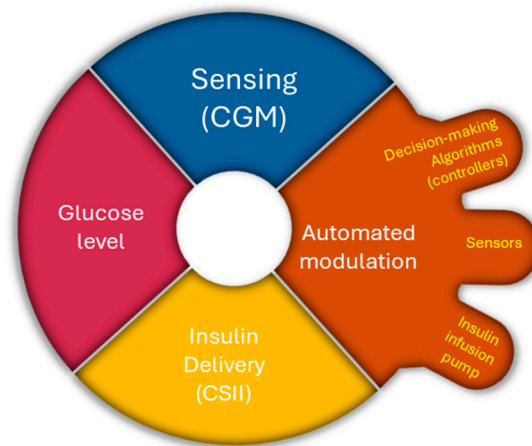 Sensing
(CGM)
Glucose
level
Automated
modulation
Decision-making
Algorithms
(controllers)
Sensors
Insulin
infusion
pump
Insulin
Delivery
(CSII)